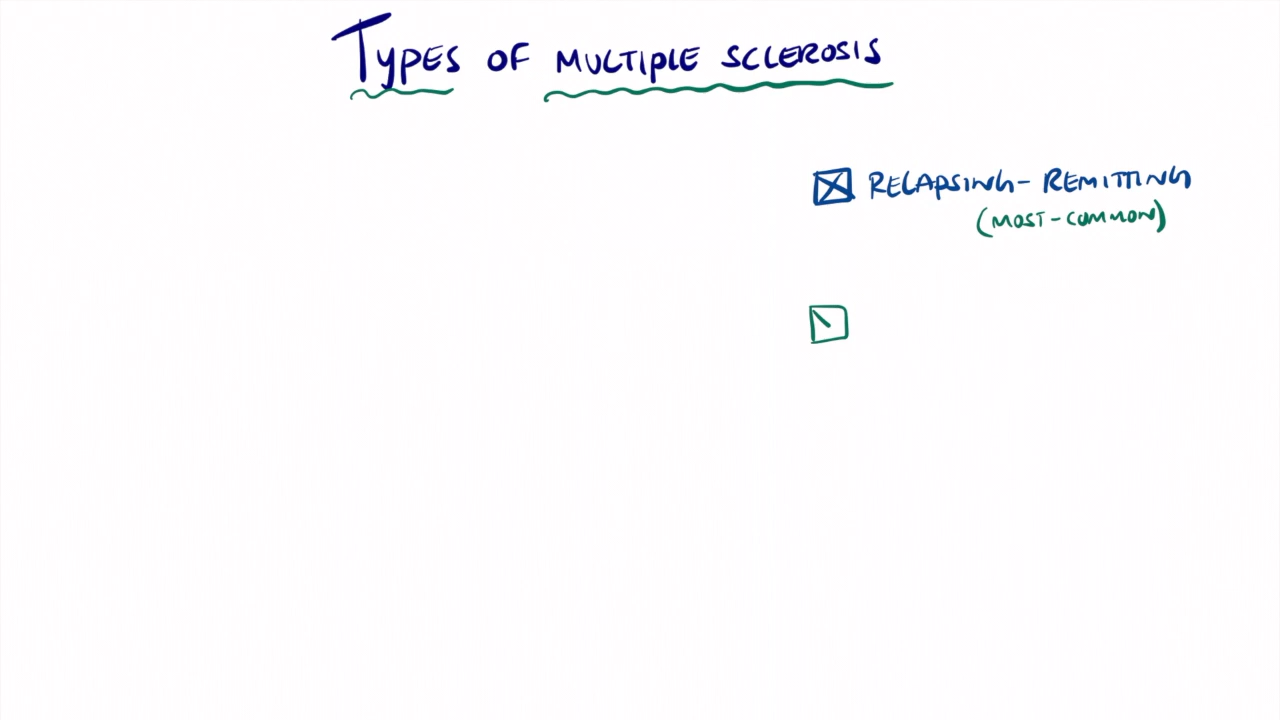 TYPES OF MULTIPLE SCLEROSIS
RELAPSING-REMITTING
(MOST-COMMON)